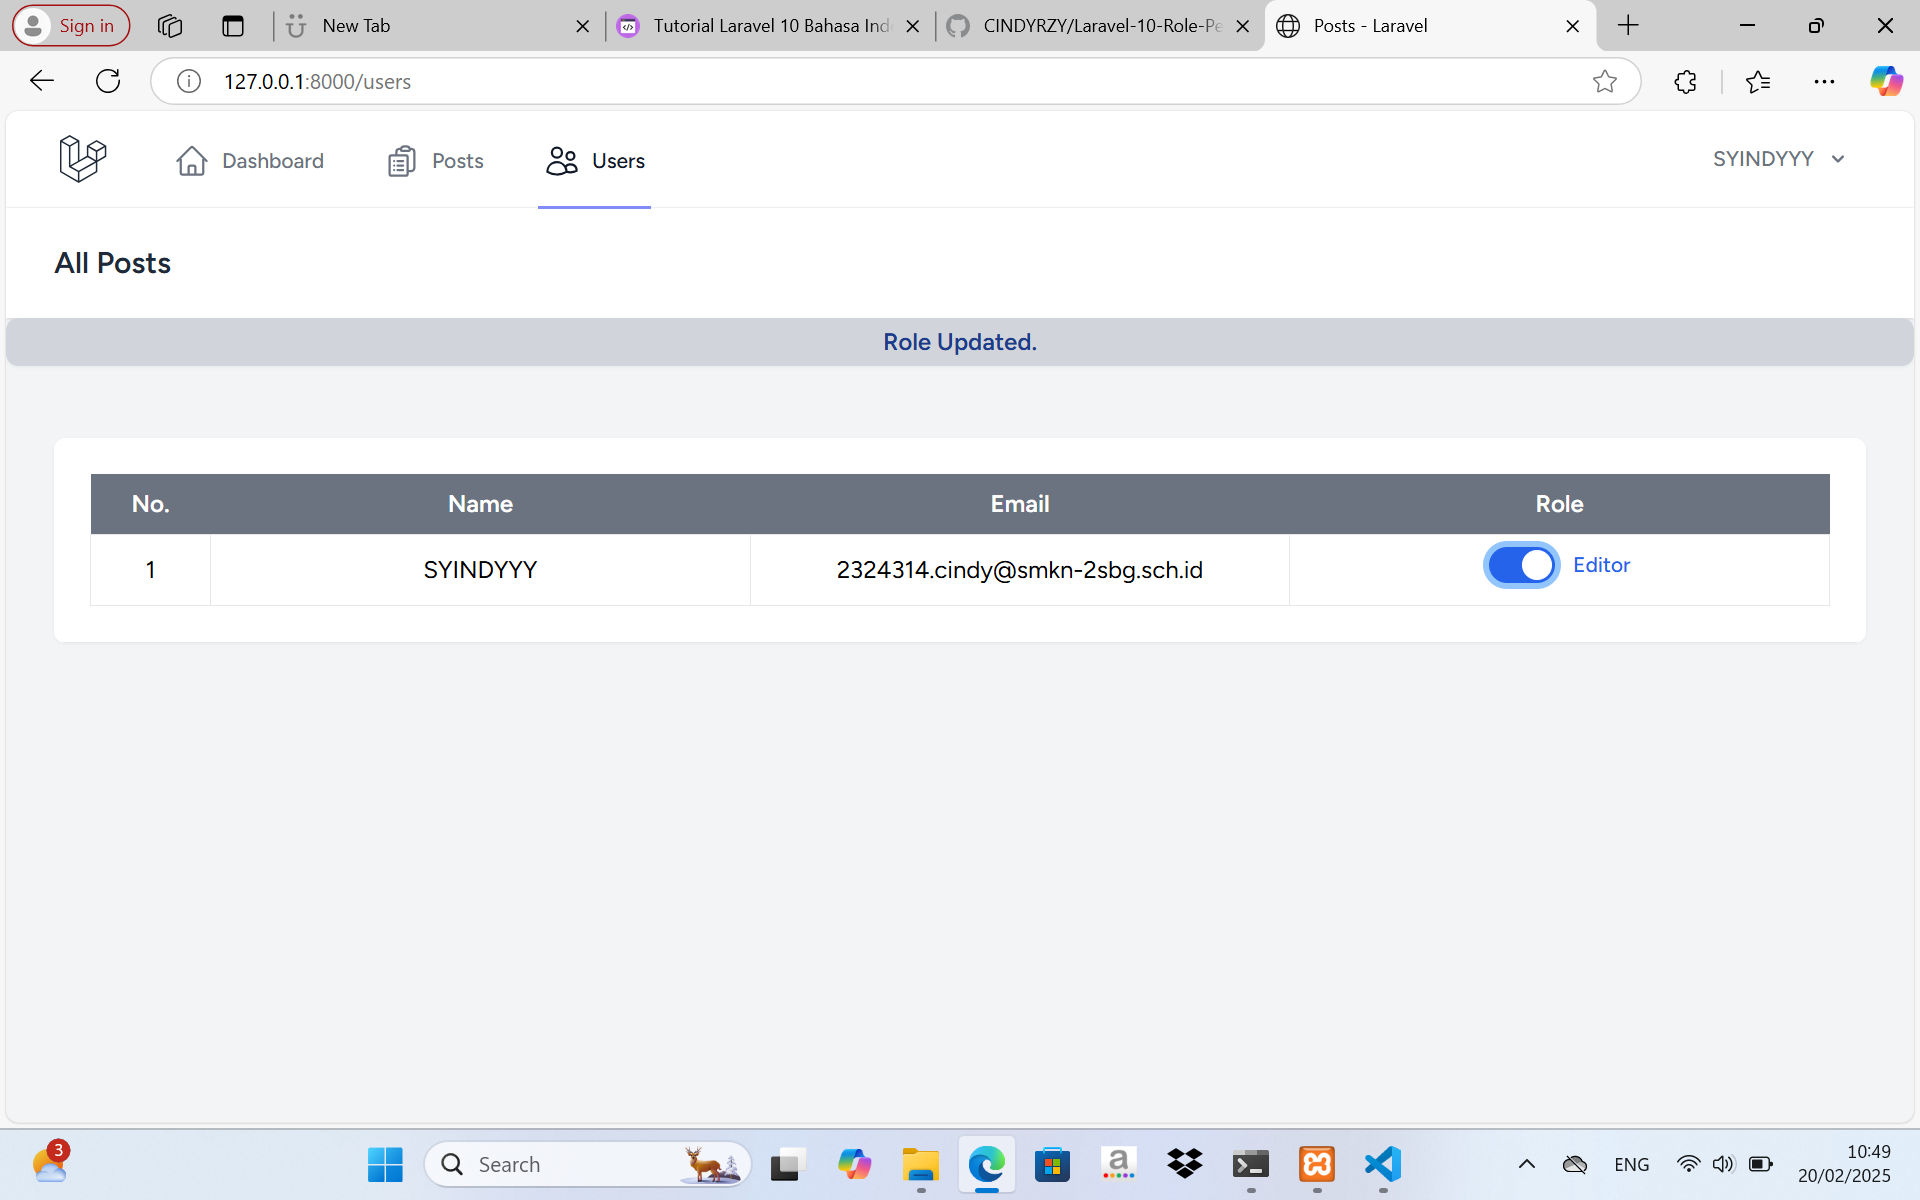 Sign in
New Tab
Tutorial Laravel 10 Bahasa Ind
CINDYRZY/Laravel-10-Role-Pe
Posts - Laravel
127.0.0.1:8000/users
Dashboard
Posts
Users
SYINDYYY
All Posts
Role Updated.
No. Name Email Role
1 SYINDYYY 2324314.cindy@smkn-2sbg.sch.id Editor
3
Search
a
ENG
10:49
20/02/2025